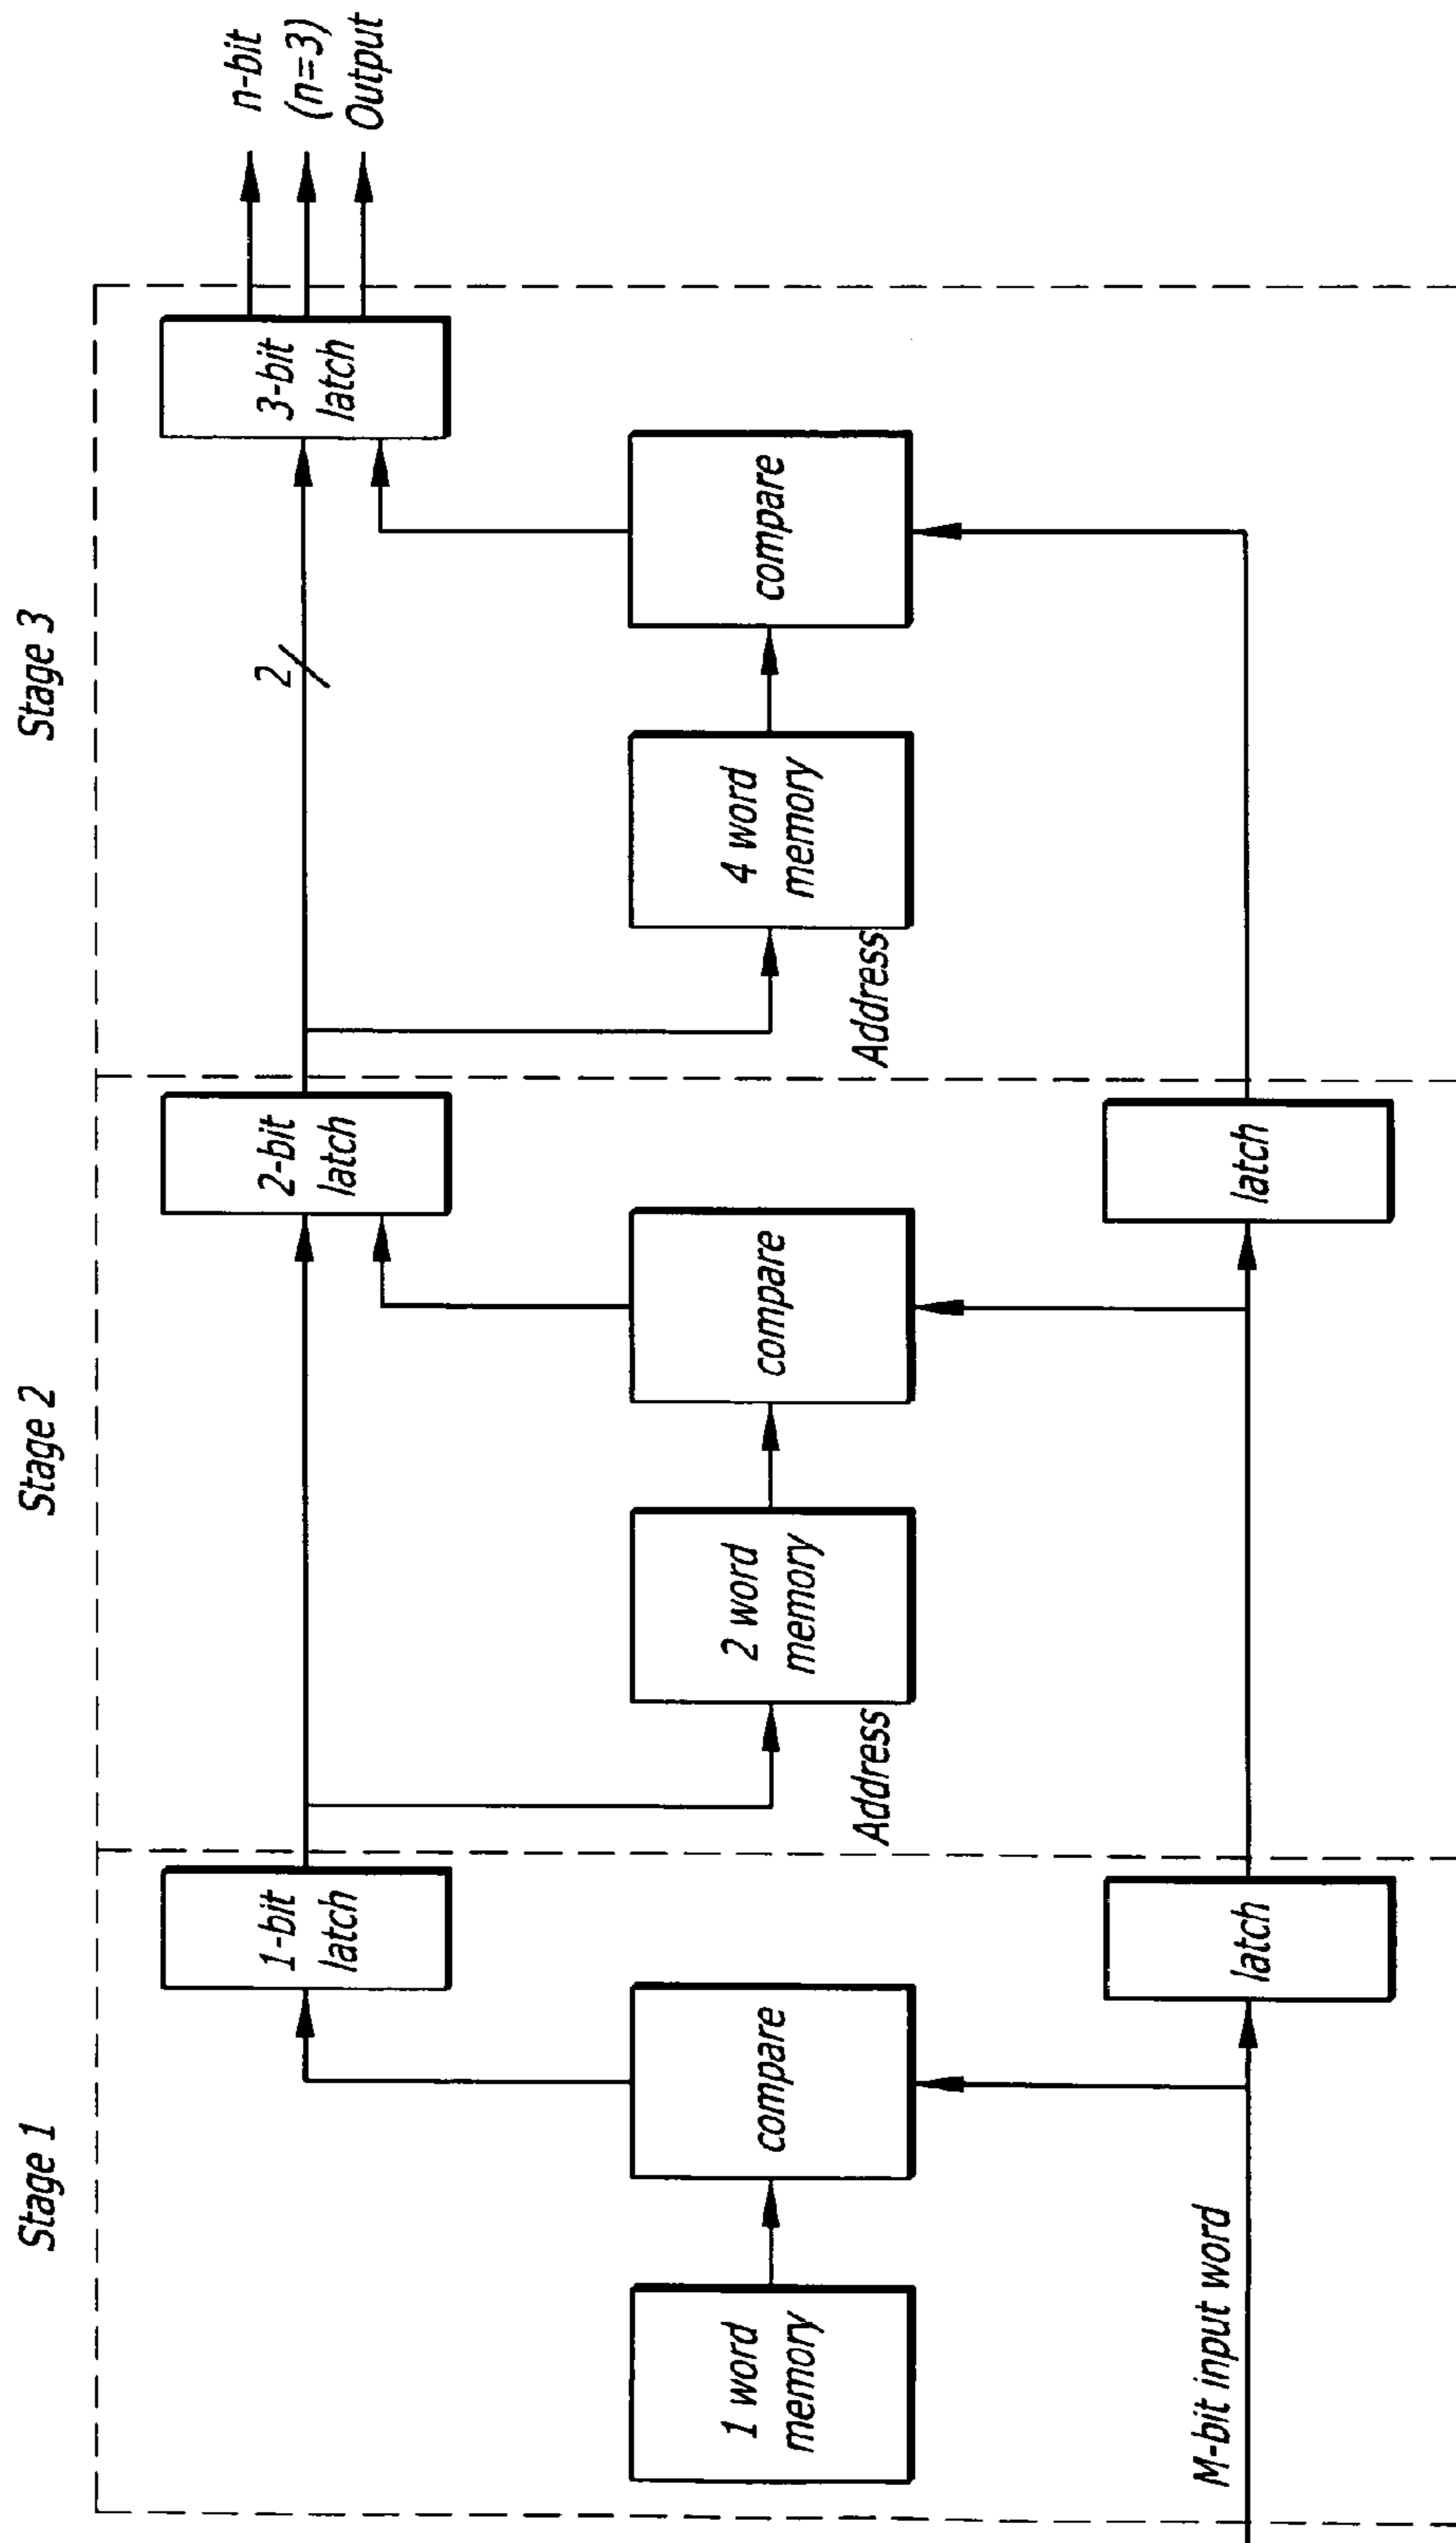 Stage 1
Stage 2
Stage 3
1-bit
latch
2-bit
latch
2
3-bit
latch
n-bit
(n=3)
Output
1 word
memory
compare
Address
2 word
memory
compare
Address
4 word
memory
compare
M-bit input word
latch
latch